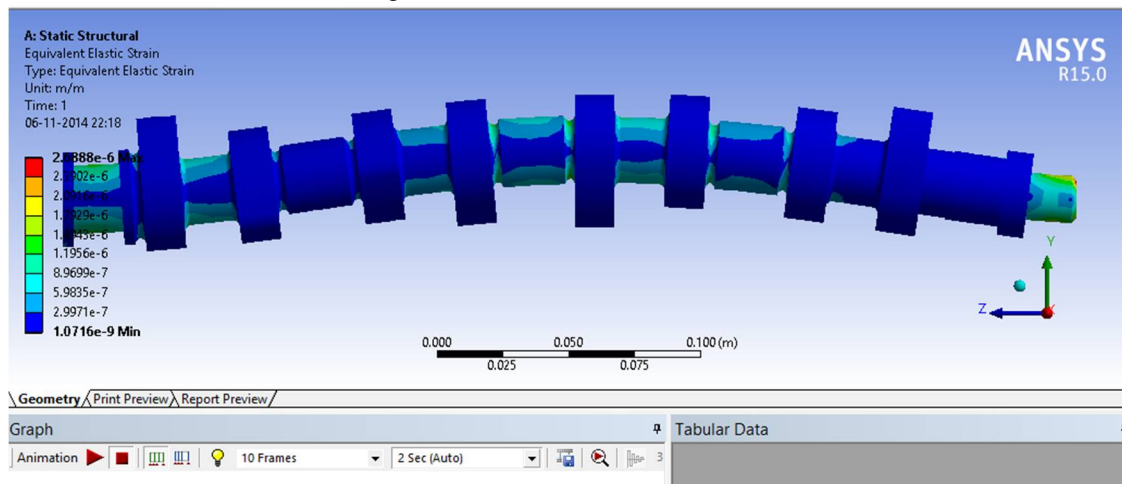 A: Static Structural
Equivalent Elastic Strain
Type: Equivalent Elastic Strain
Unit: m/m
Time: 1
06-11-2014 22:18
ANSYS
R15.0
1.1956e-6
8.9699e-7
5.9835e-7
2.9971e-7
1.0716e-9 Min
Y
Z
X
0.000 0.050 0.100 (m)
0.025 0.075
Geometry Print Preview Report Preview
Graph Tabular Data
Animation 10 Frames 2 Sec (Auto) 3